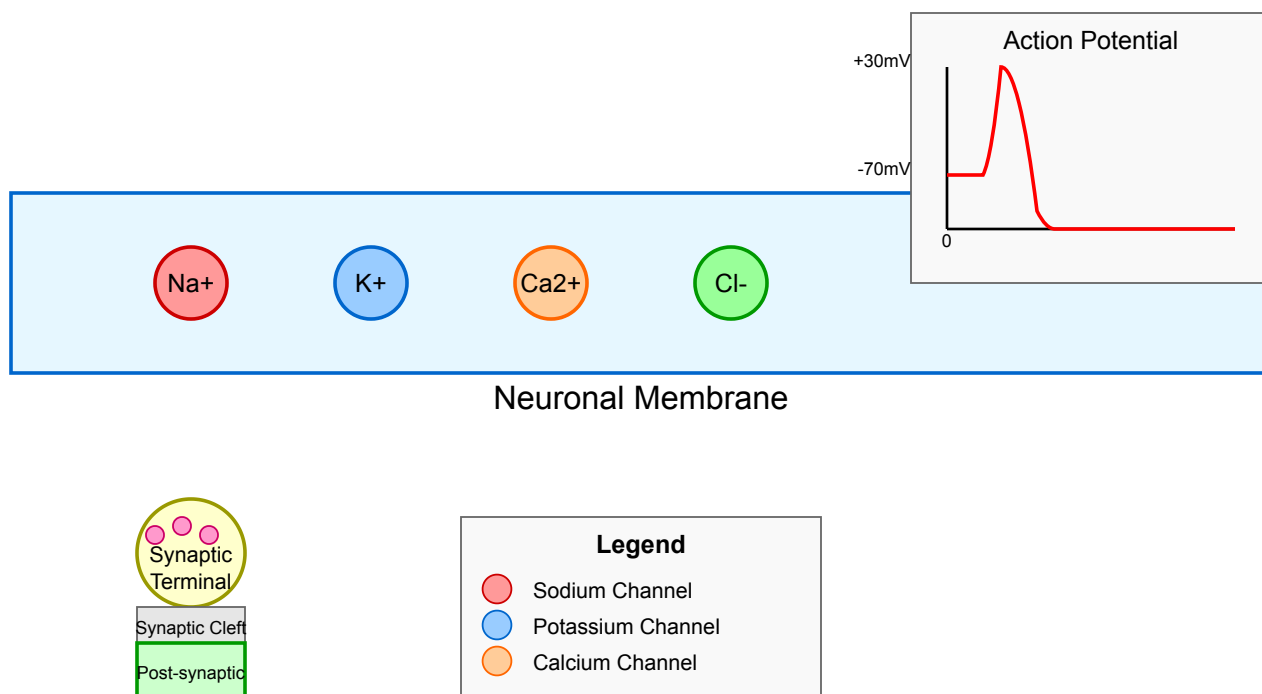 Action Potential
+30mV
-70mV
0
Na+
K+
Ca2+
Cl-
Neuronal Membrane
Synaptic
Terminal
Synaptic Cleft
Post-synaptic
Legend
Sodium Channel
Potassium Channel
Calcium Channel